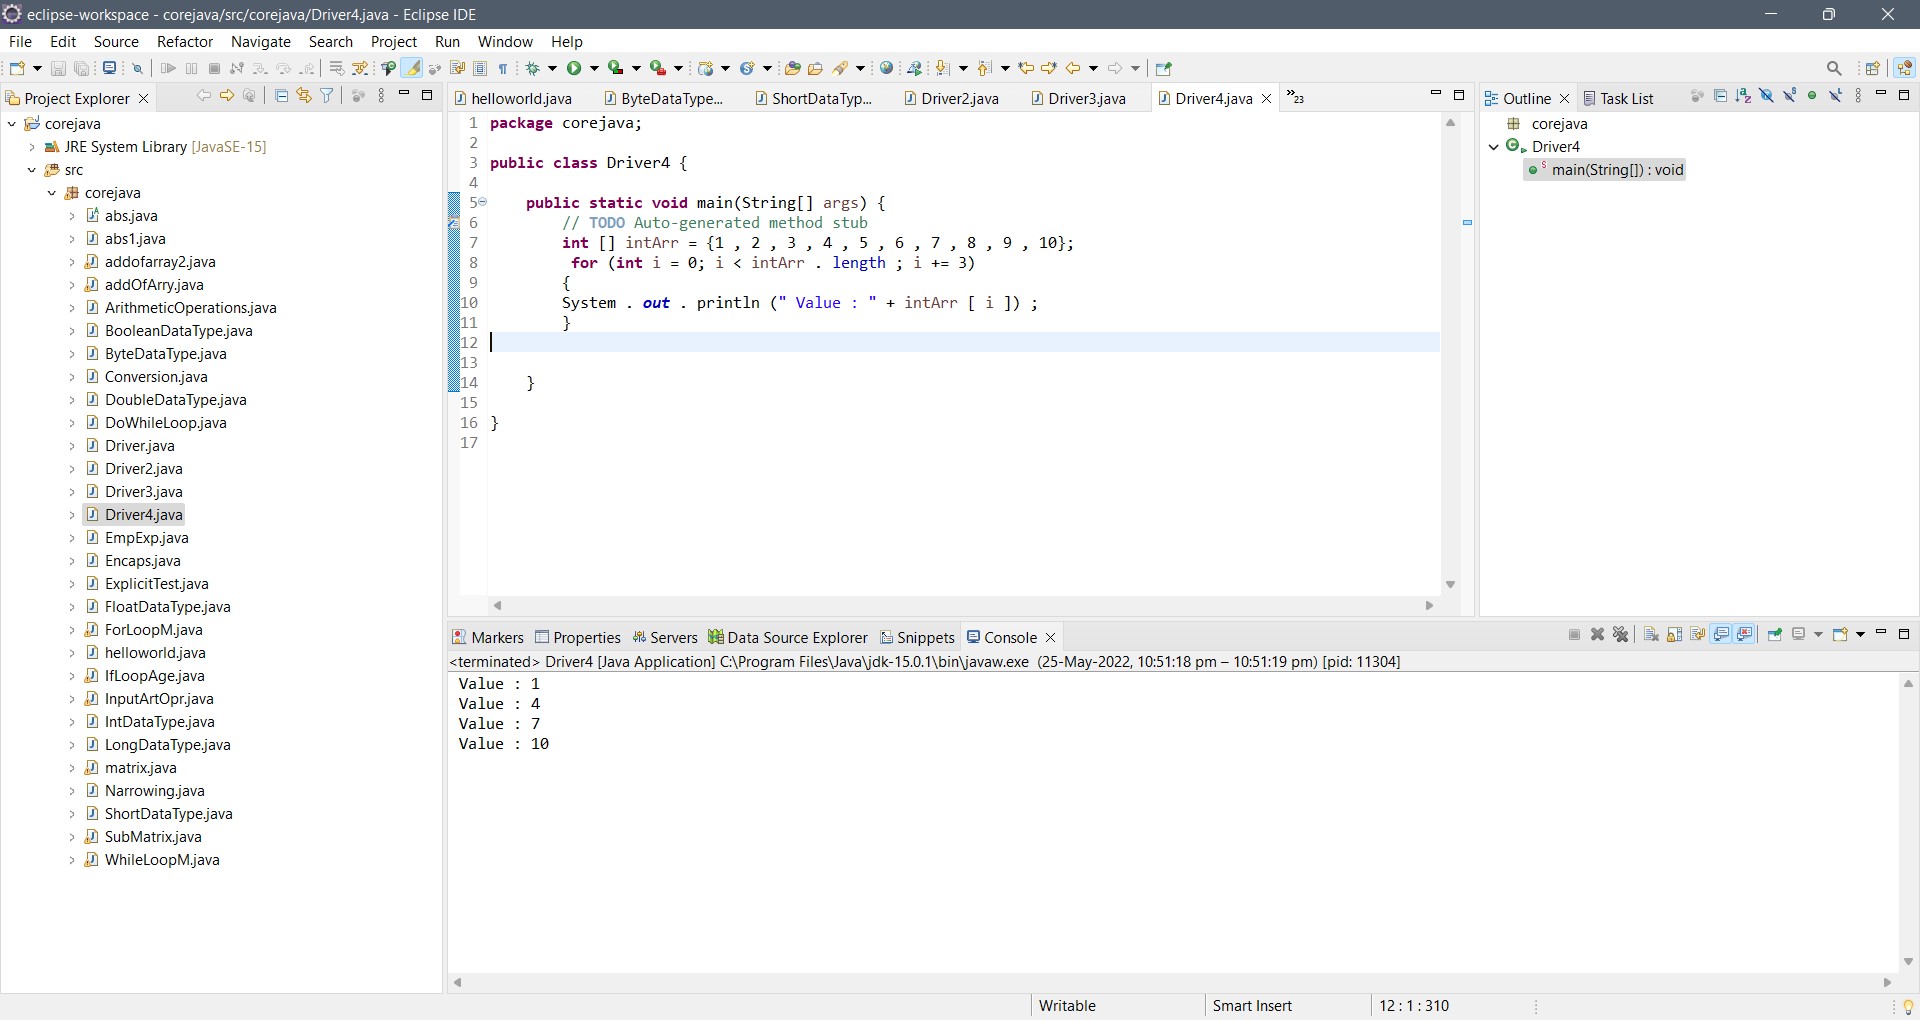 eclipse-workspace - corejava/src/corejava/Driver4.java - Eclipse IDE
File Edit Source Refactor Navigate Search Project Run Window Help
Project Explorer
corejava
JRE System Library [JavaSE-15]
src
corejava
abs.java
abs1.java
addofarray2.java
addOfArry.java
ArithmeticOperations.java
BooleanDataType.java
ByteDataType.java
Conversion.java
DoubleDataType.java
DoWhileLoop.java
Driver.java
Driver2.java
Driver3.java
Driver4.java
EmpExp.java
Encaps.java
ExplicitTest.java
FloatDataType.java
ForLoopM.java
helloworld.java
IfLoopAge.java
InputArtOpr.java
IntDataType.java
LongDataType.java
matrix.java
Narrowing.java
ShortDataType.java
SubMatrix.java
WhileLoopM.java
helloworld.java ByteDataType... ShortDataTyp... Driver2.java Driver3.java Driver4.java »23
1 package corejava;
2
3 public class Driver4 {
4
5 public static void main(String[] args) {
6 // TODO Auto-generated method stub
7 int [] intArr = {1 , 2 , 3 , 4 , 5 , 6 , 7 , 8 , 9 , 10};
8 for (int i = 0; i < intArr . length ; i += 3)
9 {
10 System . out . println (" Value : " + intArr [ i ]) ;
11 }
12
13
14 }
15
16 }
17
Outline Task List
corejava
Driver4
main(String[]) : void
Markers Properties Servers Data Source Explorer Snippets Console
<terminated> Driver4 [Java Application] C:\Program Files\Java\jdk-15.0.1\bin\javaw.exe (25-May-2022, 10:51:18 pm – 10:51:19 pm) [pid: 11304]
Value : 1
Value : 4
Value : 7
Value : 10
Writable Smart Insert 12 : 1 : 310